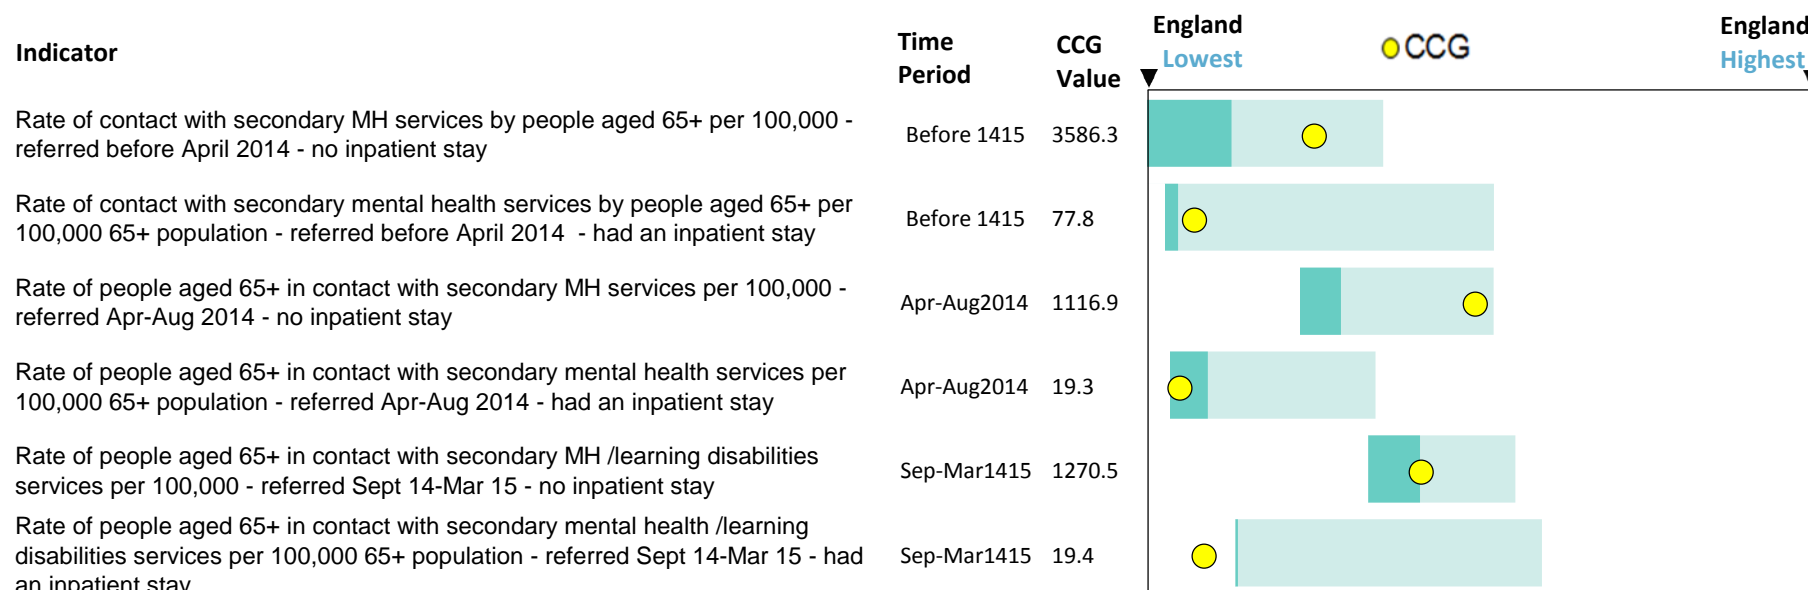 Indicator
Time Period
CCG Value
England Lowest
CCG
England Highest
Rate of contact with secondary MH services by people aged 65+ per 100,000 -
referred before April 2014 - no inpatient stay
Before 1415 3586.3
Rate of contact with secondary mental health services by people aged 65+ per
100,000 65+ population - referred before April 2014  - had an inpatient stay
Before 1415 77.8
Rate of people aged 65+ in contact with secondary MH services per 100,000 -
referred Apr-Aug 2014 - no inpatient stay
Apr-Aug2014 1116.9
Rate of people aged 65+ in contact with secondary mental health services per
100,000 65+ population - referred Apr-Aug 2014 - had an inpatient stay
Apr-Aug2014 19.3
Rate of people aged 65+ in contact with secondary MH /learning disabilities
services per 100,000 - referred Sept 14-Mar 15 - no inpatient stay
Sep-Mar1415 1270.5
Rate of people aged 65+ in contact with secondary mental health /learning
disabilities services per 100,000 65+ population - referred Sept 14-Mar 15 - had
an inpatient stay
Sep-Mar1415 19.4